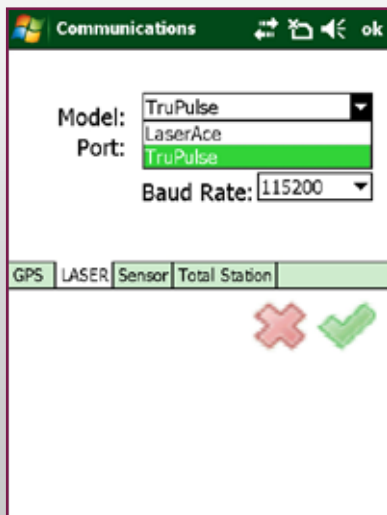 Communications ok
Model: TruPulse
LaserAce
Port: TruPulse
Baud Rate: 115200
GPS LASER Sensor Total Station